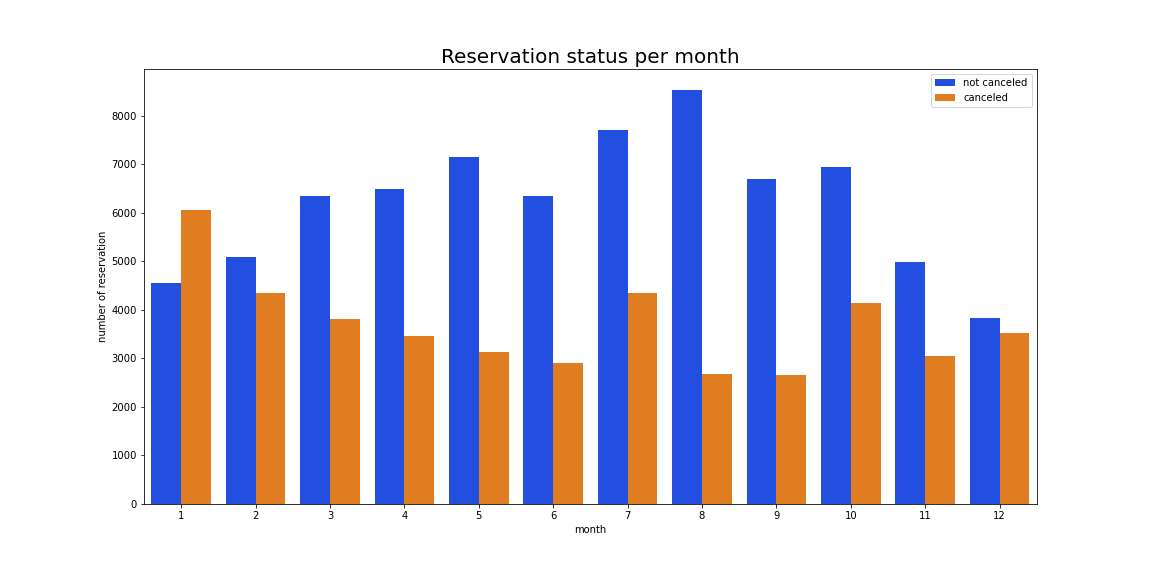 Reservation status per month
not canceled
canceled
number of reservation
8000
7000
6000
5000
4000
3000
2000
1000
0
1 2 3 4 5 6 7 8 9 10 11 12
month